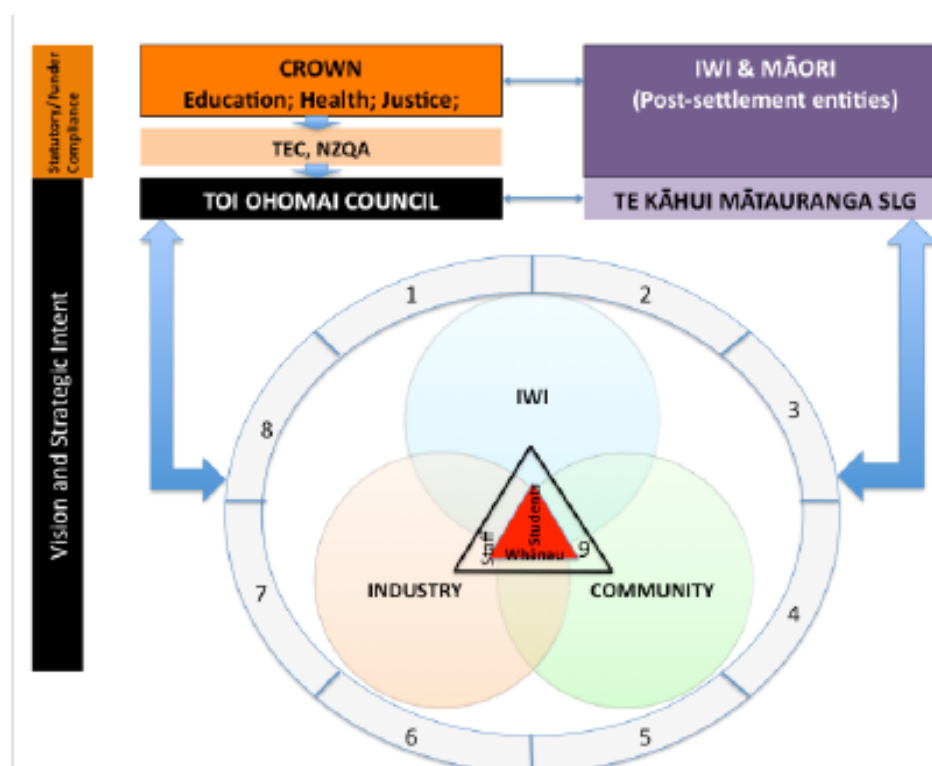 Statutory/funder
Compliance
CROWN
Education; Health; Justice;
IWI & MĀORI
(Post-settlement entities)
TEC, NZQA
TOI OHOMAI COUNCIL
TE KĀHUI MĀTAURANGA SLG
Vision and Strategic Intent
1
2
3
4
5
6
7
8
IWI
Students
Staff
Whānau
9
INDUSTRY
COMMUNITY